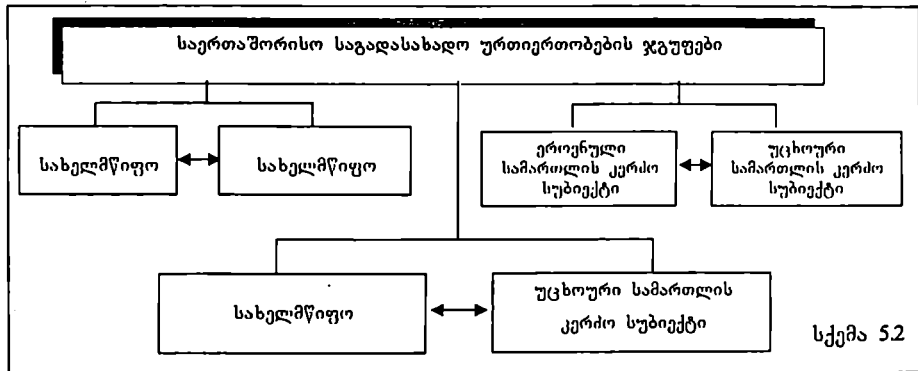 საერთაშორისო საგადასახადო ურთიერთობების ჯგუფები
სახელმწიფო
სახელმწიფო
ეროვნული
სამართლის კერძო
სუბიექტი
უცხოური
სამართლის კერძო
სუბიექტი
სახელმწიფო
უცხოური სამართლის
კერძო სუბიექტი
სქემა 5.2